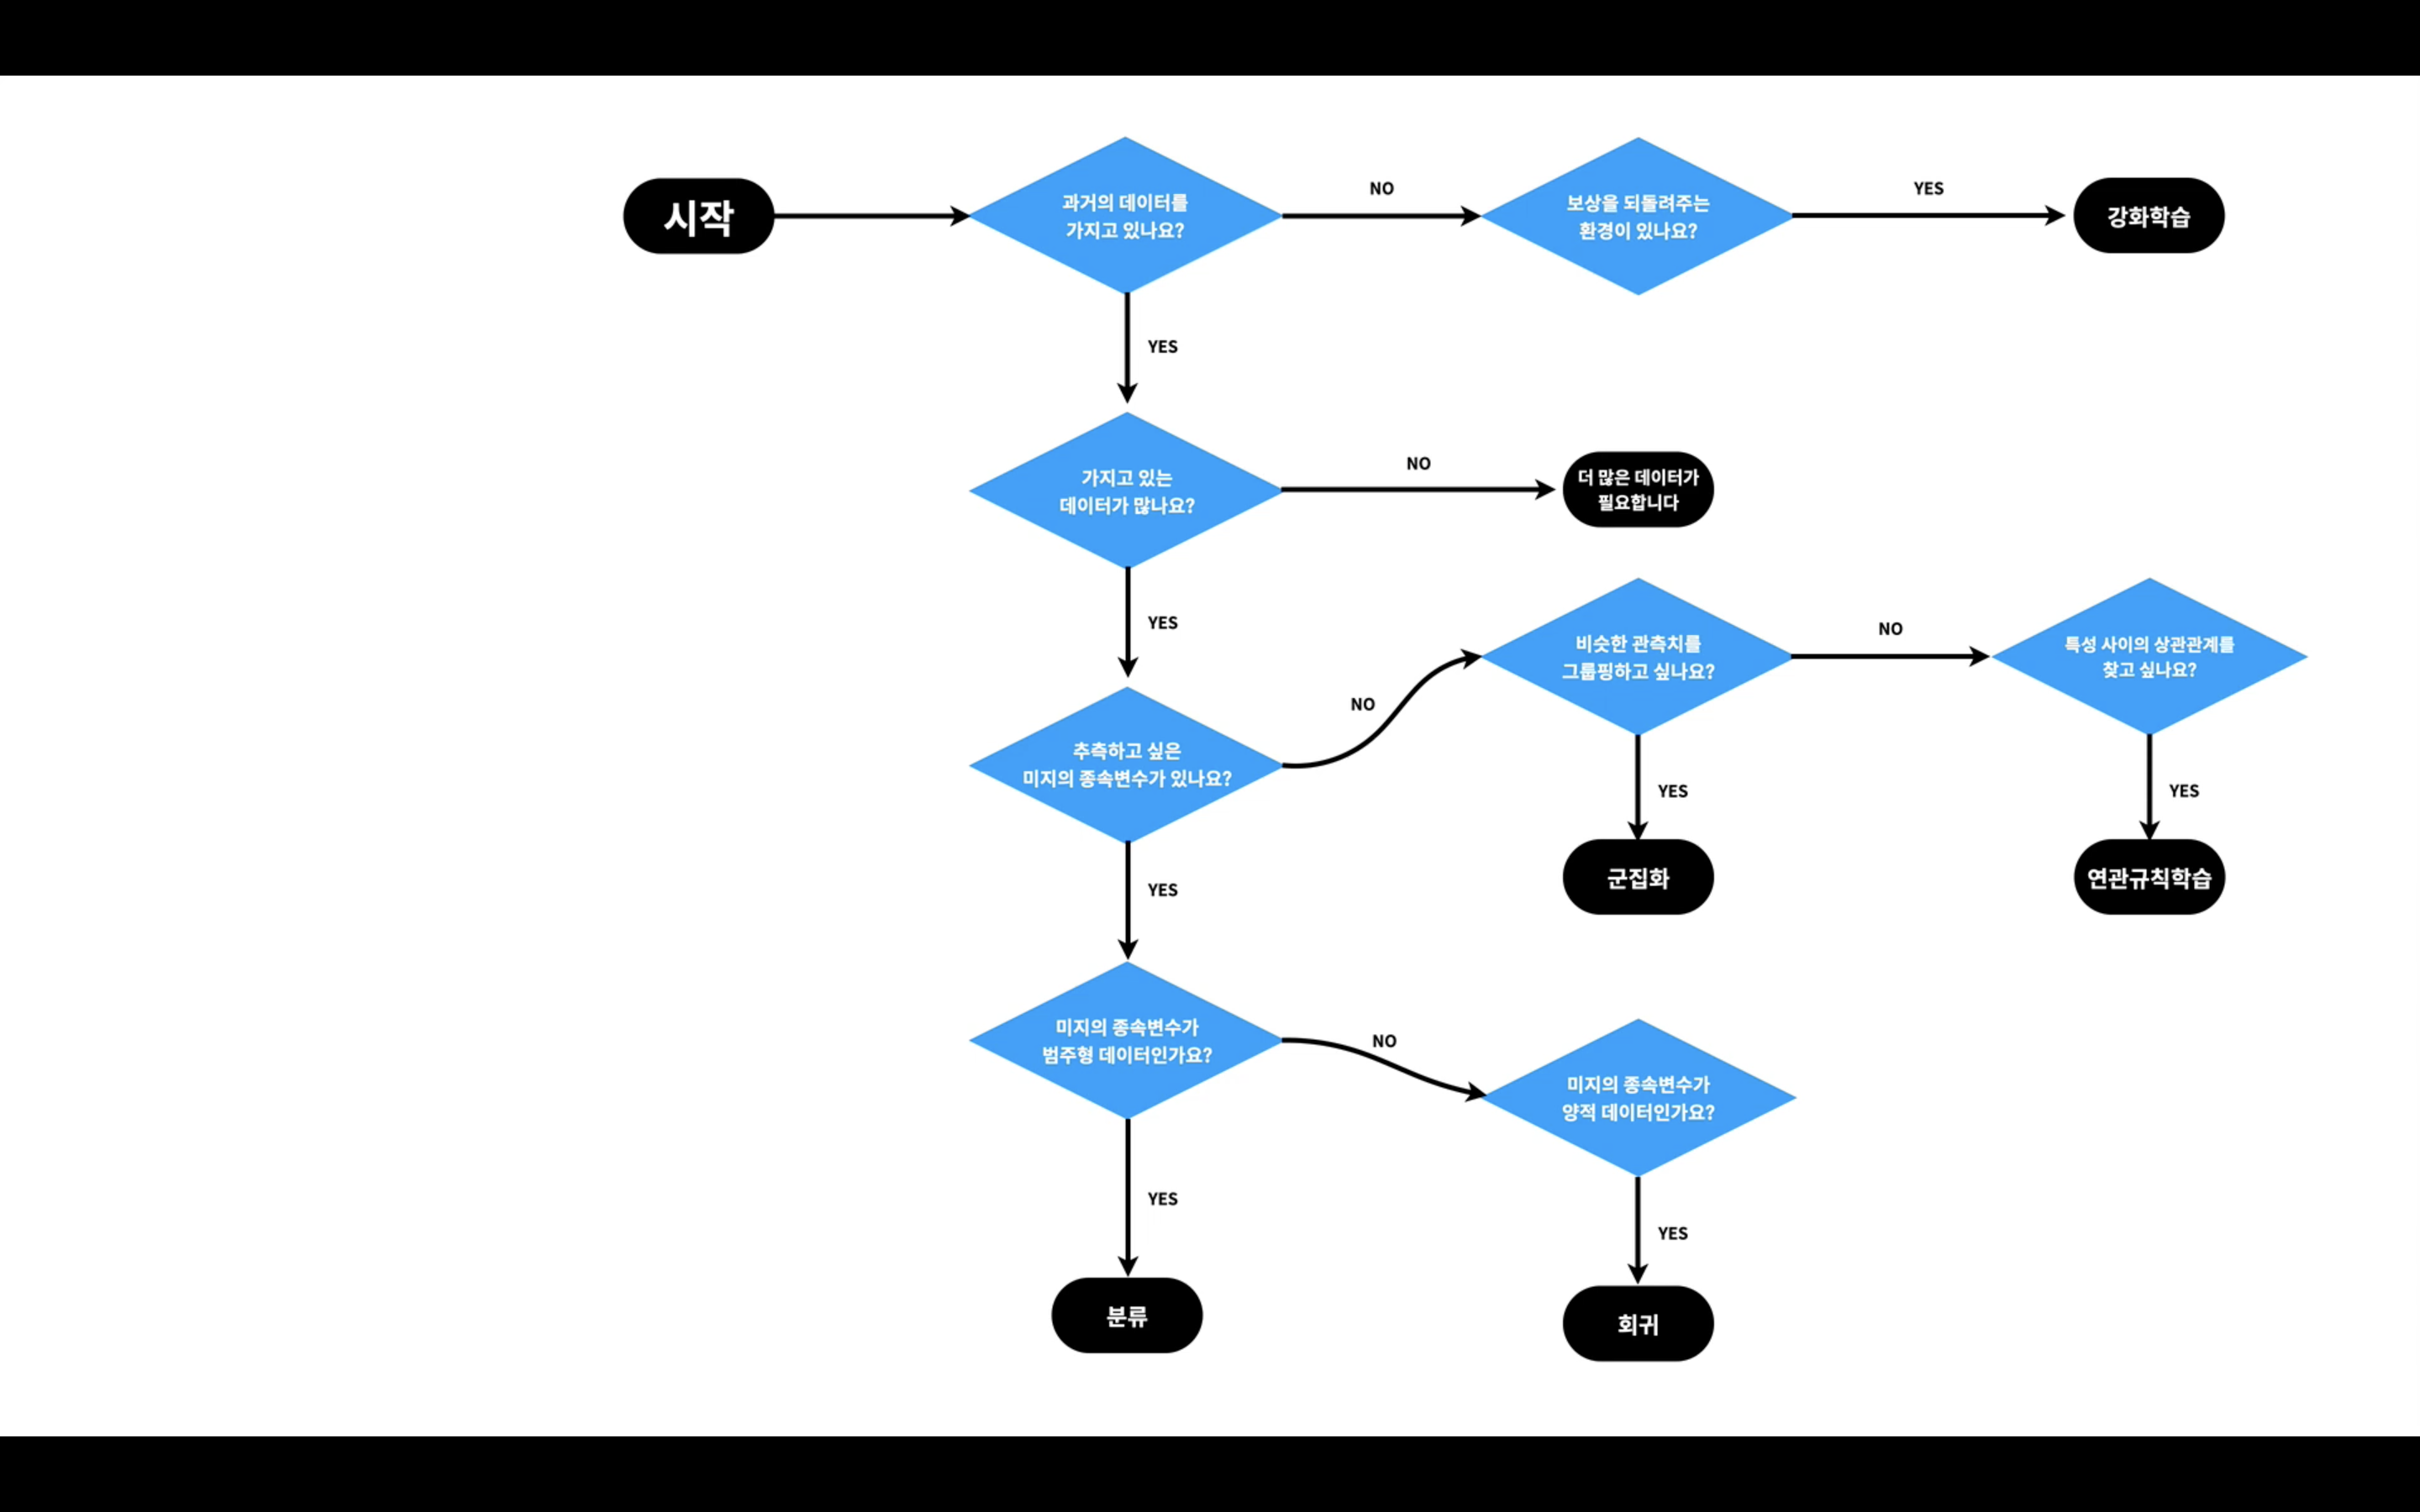 시작
과거의 데이터를
가지고 있나요?
NO
보상을 되돌려주는
환경이 있나요?
YES
강화학습
YES
가지고 있는
데이터가 많나요?
NO
더 많은 데이터가
필요합니다
YES
추측하고 싶은
미지의 종속변수가 있나요?
NO
비슷한 관측치를
그룹핑하고 싶나요?
NO
특성 사이의 상관관계를
찾고 싶나요?
YES
군집화
YES
연관규칙학습
YES
미지의 종속변수가
범주형 데이터인가요?
NO
미지의 종속변수가
양적 데이터인가요?
YES
분류
YES
회귀